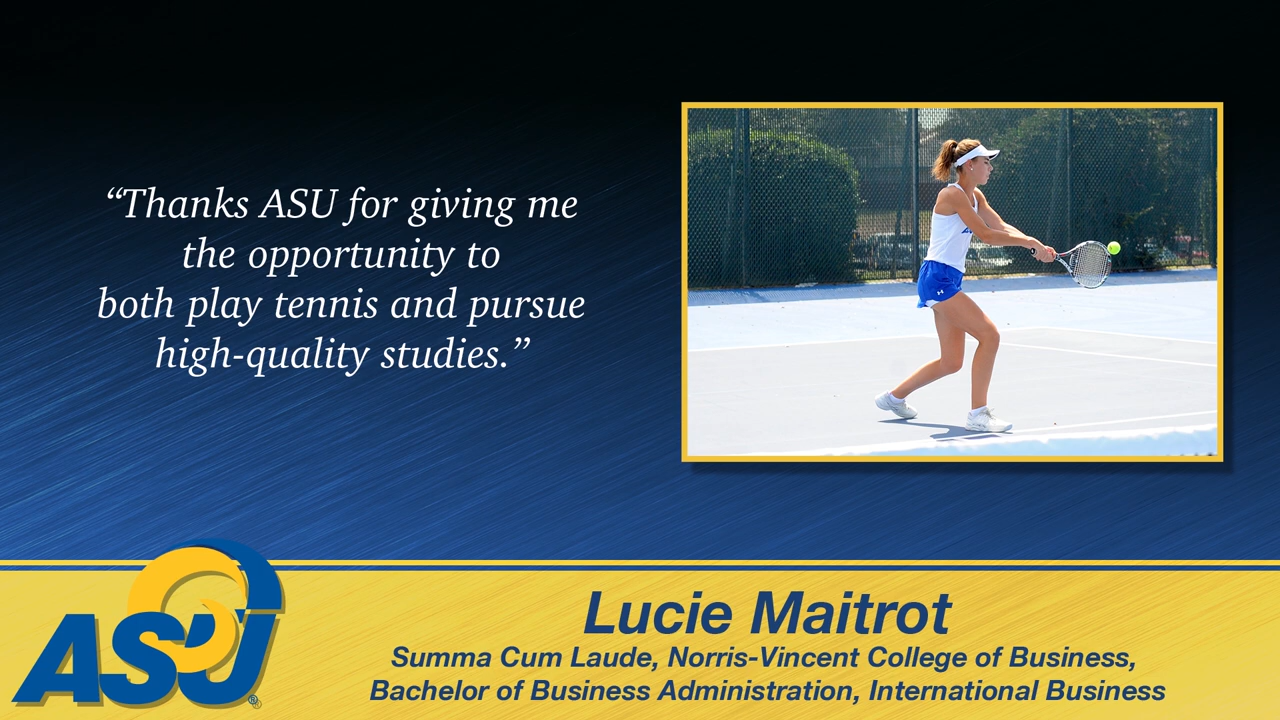 “Thanks ASU for giving me
the opportunity to
both play tennis and pursue
high-quality studies.”
ASU
®
Lucie Maitrot
Summa Cum Laude, Norris-Vincent College of Business,
Bachelor of Business Administration, International Business